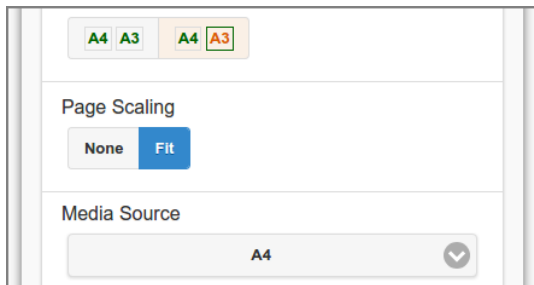 A4 A3 A4 A3
Page Scaling
None Fit
Media Source
A4